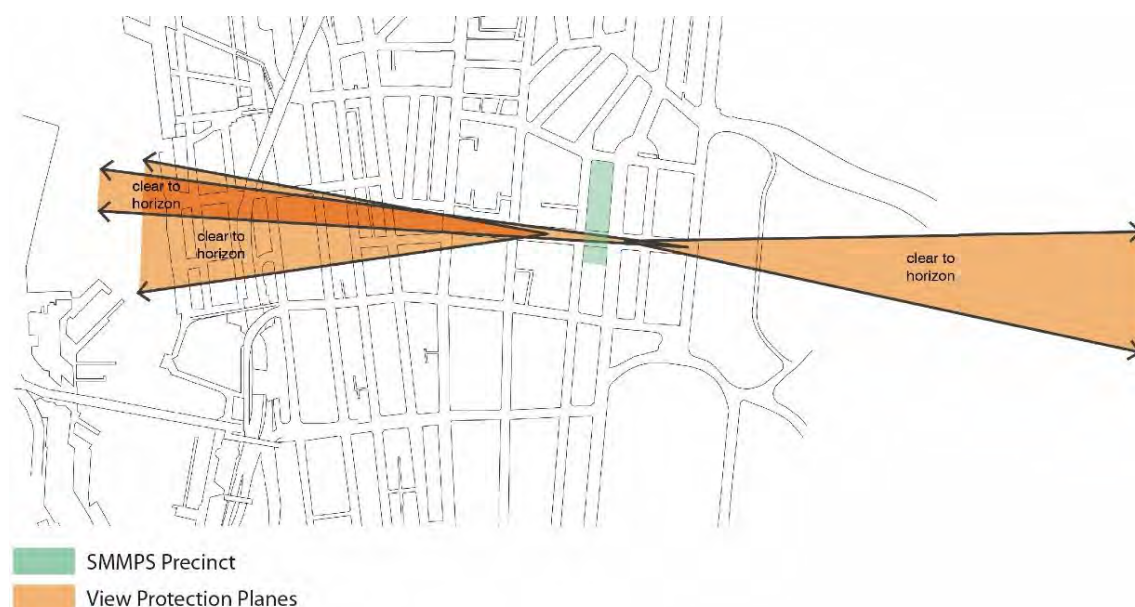 clear to
horizon
clear to
horizon
clear to
horizon
SMMPS Precinct
View Protection Planes